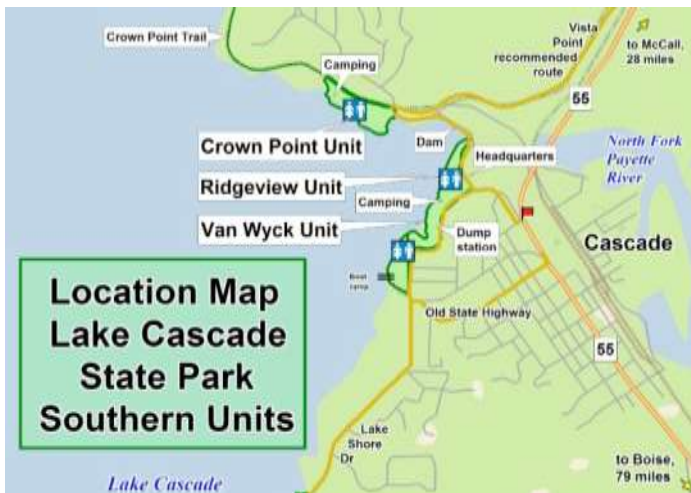 Crown Point Trail
Vista
Point
recommended
route
to McCall,
28 miles
Camping
55
Crown Point Unit
Dam
North Fork
Payette
River
Headquarters
Ridgeview Unit
Camping
Van Wyck Unit
Dump
station
Cascade
Boat
ramp
Location Map
Lake Cascade
State Park
Southern Units
Old State Highway
55
Lake
Shore
Dr
to Boise,
79 miles
Lake Cascade